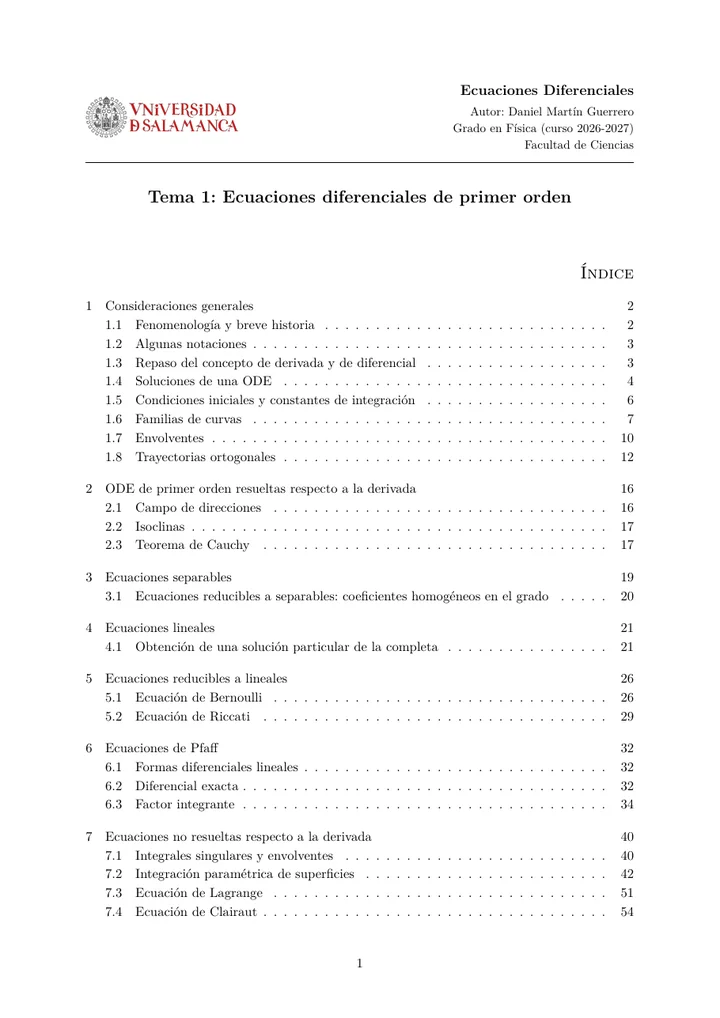 VNiVERSiDAD
D SALAMANCA
Ecuaciones Diferenciales
Autor: Daniel Martín Guerrero
Grado en Física (curso 2026-2027)
Facultad de Ciencias
Tema 1: Ecuaciones diferenciales de primer orden
Índice
1 Consideraciones generales 2
1.1 Fenomenología y breve historia . . . . . . . . . . . . . . . . . . . . . . . . . . . . 2
1.2 Algunas notaciones . . . . . . . . . . . . . . . . . . . . . . . . . . . . . . . . . . . 3
1.3 Repaso del concepto de derivada y de diferencial . . . . . . . . . . . . . . . . . . 3
1.4 Soluciones de una ODE . . . . . . . . . . . . . . . . . . . . . . . . . . . . . . . . 4
1.5 Condiciones iniciales y constantes de integración . . . . . . . . . . . . . . . . . . 6
1.6 Familias de curvas . . . . . . . . . . . . . . . . . . . . . . . . . . . . . . . . . . . 7
1.7 Envolventes . . . . . . . . . . . . . . . . . . . . . . . . . . . . . . . . . . . . . . . 10
1.8 Trayectorias ortogonales . . . . . . . . . . . . . . . . . . . . . . . . . . . . . . . . 12
2 ODE de primer orden resueltas respecto a la derivada 16
2.1 Campo de direcciones . . . . . . . . . . . . . . . . . . . . . . . . . . . . . . . . . 16
2.2 Isoclinas . . . . . . . . . . . . . . . . . . . . . . . . . . . . . . . . . . . . . . . . . 17
2.3 Teorema de Cauchy . . . . . . . . . . . . . . . . . . . . . . . . . . . . . . . . . . 17
3 Ecuaciones separables 19
3.1 Ecuaciones reducibles a separables: coeficientes homogéneos en el grado . . . . . 20
4 Ecuaciones lineales 21
4.1 Obtención de una solución particular de la completa . . . . . . . . . . . . . . . . 21
5 Ecuaciones reducibles a lineales 26
5.1 Ecuación de Bernoulli . . . . . . . . . . . . . . . . . . . . . . . . . . . . . . . . . 26
5.2 Ecuación de Riccati . . . . . . . . . . . . . . . . . . . . . . . . . . . . . . . . . . 29
6 Ecuaciones de Pfaff 32
6.1 Formas diferenciales lineales . . . . . . . . . . . . . . . . . . . . . . . . . . . . . . 32
6.2 Diferencial exacta . . . . . . . . . . . . . . . . . . . . . . . . . . . . . . . . . . . . 32
6.3 Factor integrante . . . . . . . . . . . . . . . . . . . . . . . . . . . . . . . . . . . . 34
7 Ecuaciones no resueltas respecto a la derivada 40
7.1 Integrales singulares y envolventes . . . . . . . . . . . . . . . . . . . . . . . . . . 40
7.2 Integración paramétrica de superficies . . . . . . . . . . . . . . . . . . . . . . . . 42
7.3 Ecuación de Lagrange . . . . . . . . . . . . . . . . . . . . . . . . . . . . . . . . . 51
7.4 Ecuación de Clairaut . . . . . . . . . . . . . . . . . . . . . . . . . . . . . . . . . . 54
1